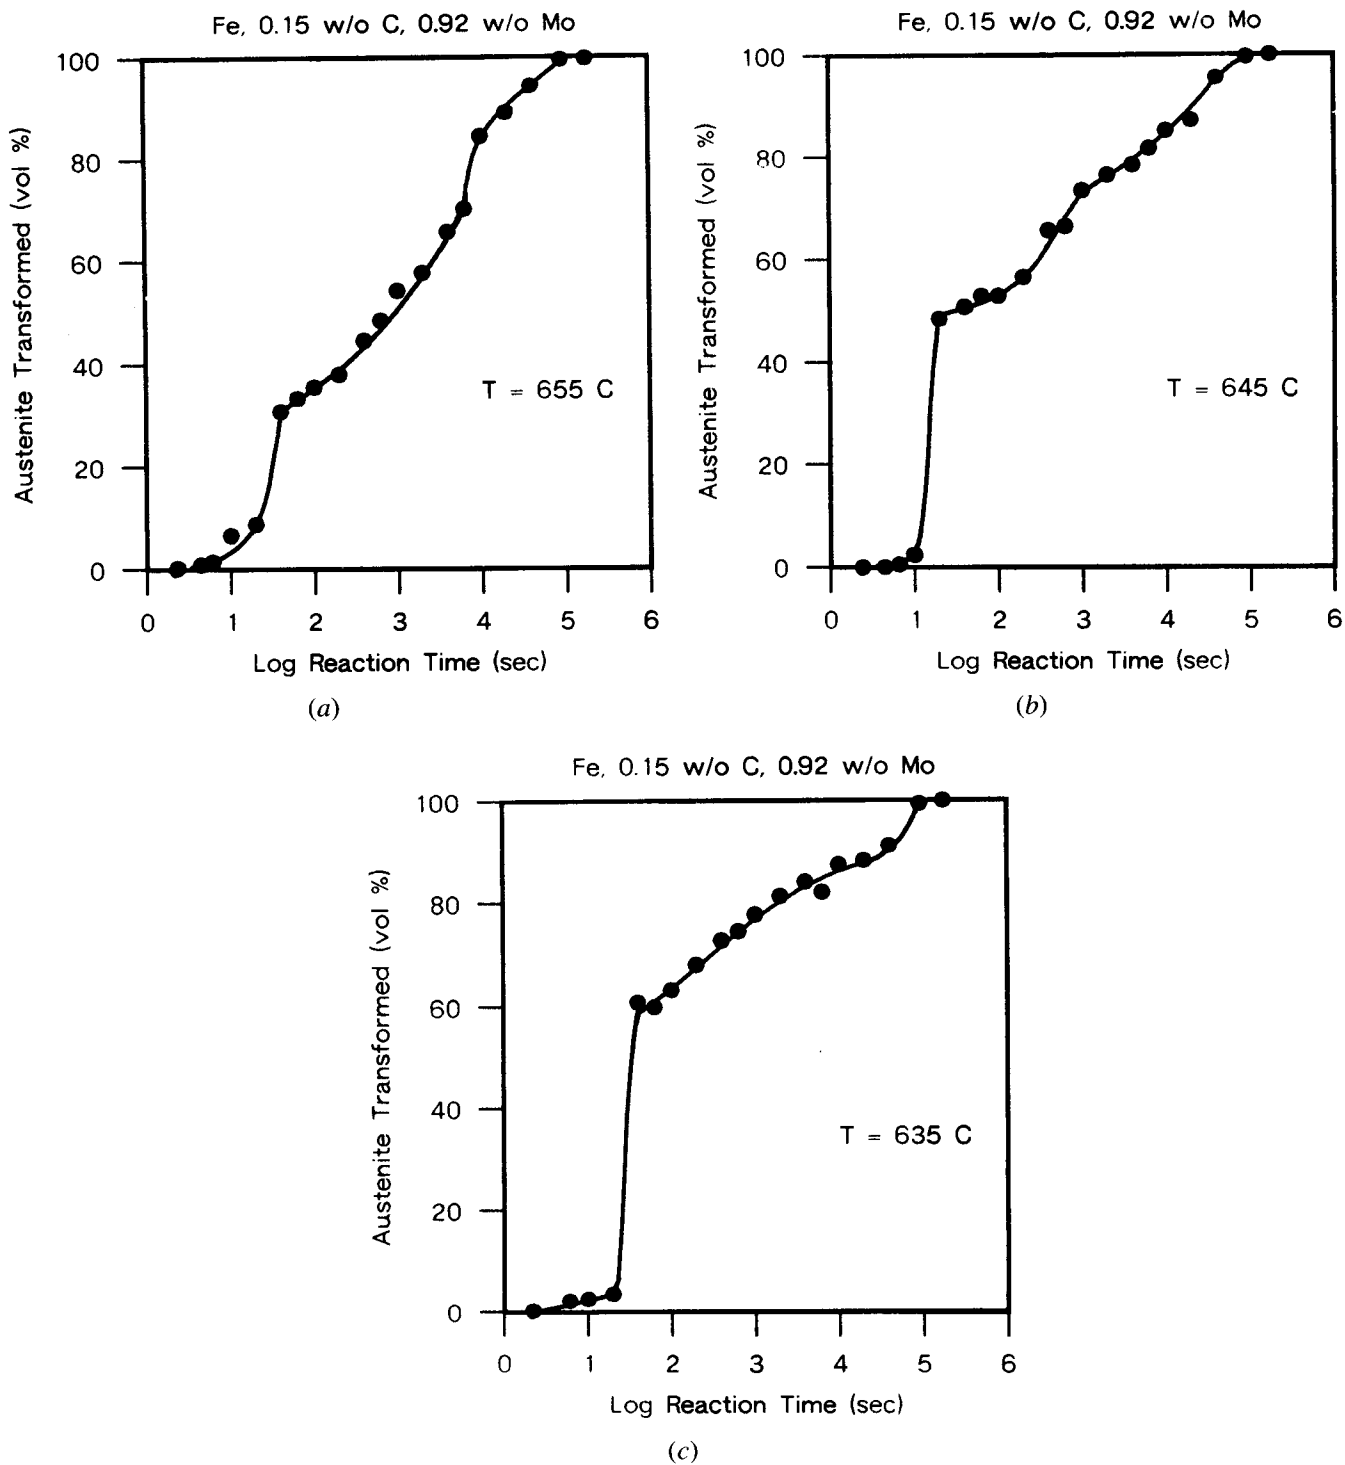 Fe, 0.15 w/o C, 0.92 w/o Mo
100
80
60
40
20
0
Austenite Transformed (vol %)
T = 655 C
0 1 2 3 4 5 6
Log Reaction Time (sec)
(a)
Fe, 0.15 w/o C, 0.92 w/o Mo
100
80
60
40
20
0
Austenite Transformed (vol %)
T = 645 C
0 1 2 3 4 5 6
Log Reaction Time (sec)
(b)
Fe, 0.15 w/o C, 0.92 w/o Mo
100
80
60
40
20
0
Austenite Transformed (vol %)
T = 635 C
0 1 2 3 4 5 6
Log Reaction Time (sec)
(c)